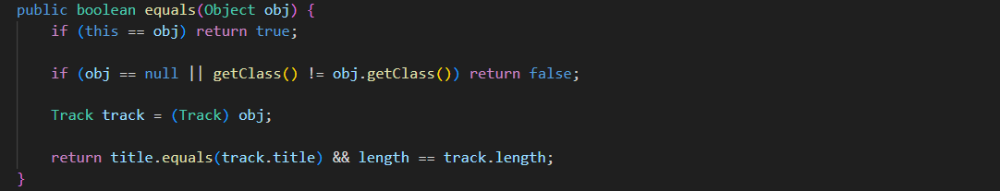 public boolean equals(Object obj) {
    if (this == obj) return true;
    if (obj == null || getClass() != obj.getClass()) return false;
    Track track = (Track) obj;
    return title.equals(track.title) && length == track.length;
}